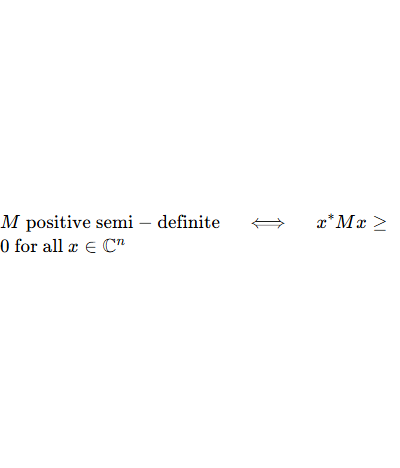 M positive semi − definite ⟺ x*Mx ≥
0 for all x ∈ ℂⁿ